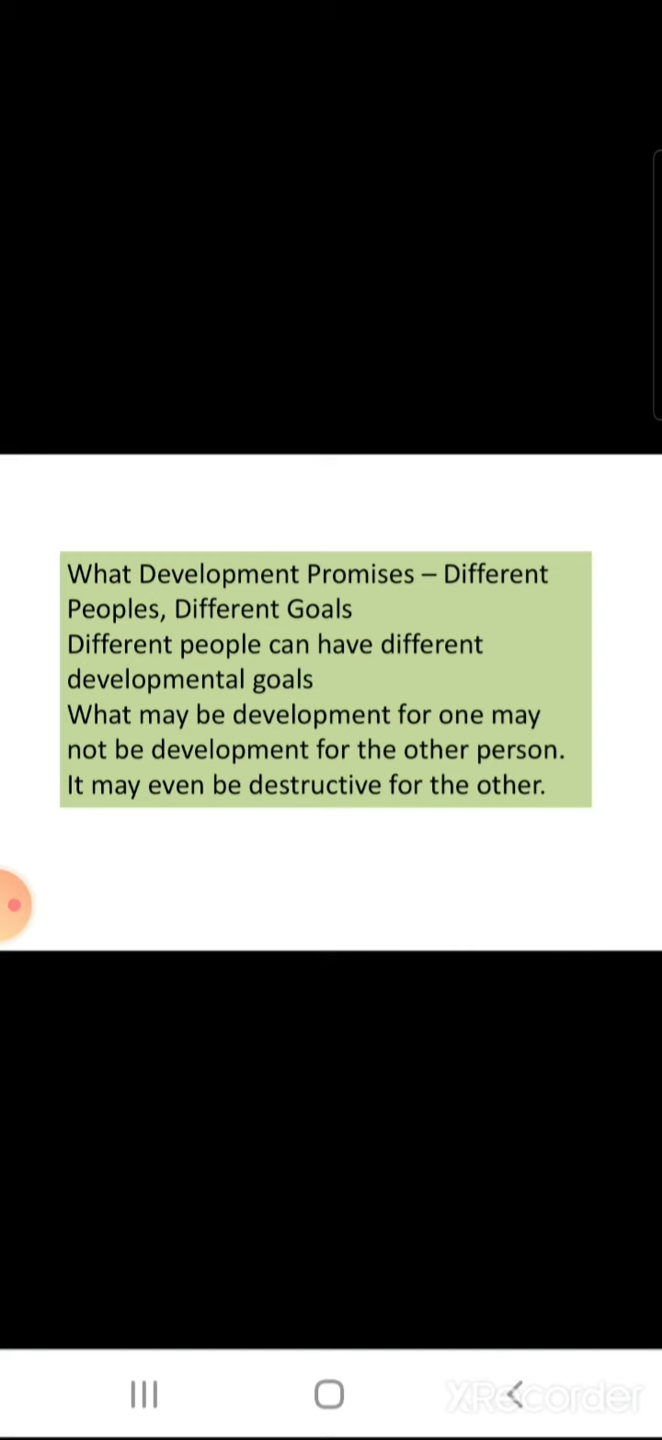 What Development Promises – Different
Peoples, Different Goals
Different people can have different
developmental goals
What may be development for one may
not be development for the other person.
It may even be destructive for the other.
XRecorder